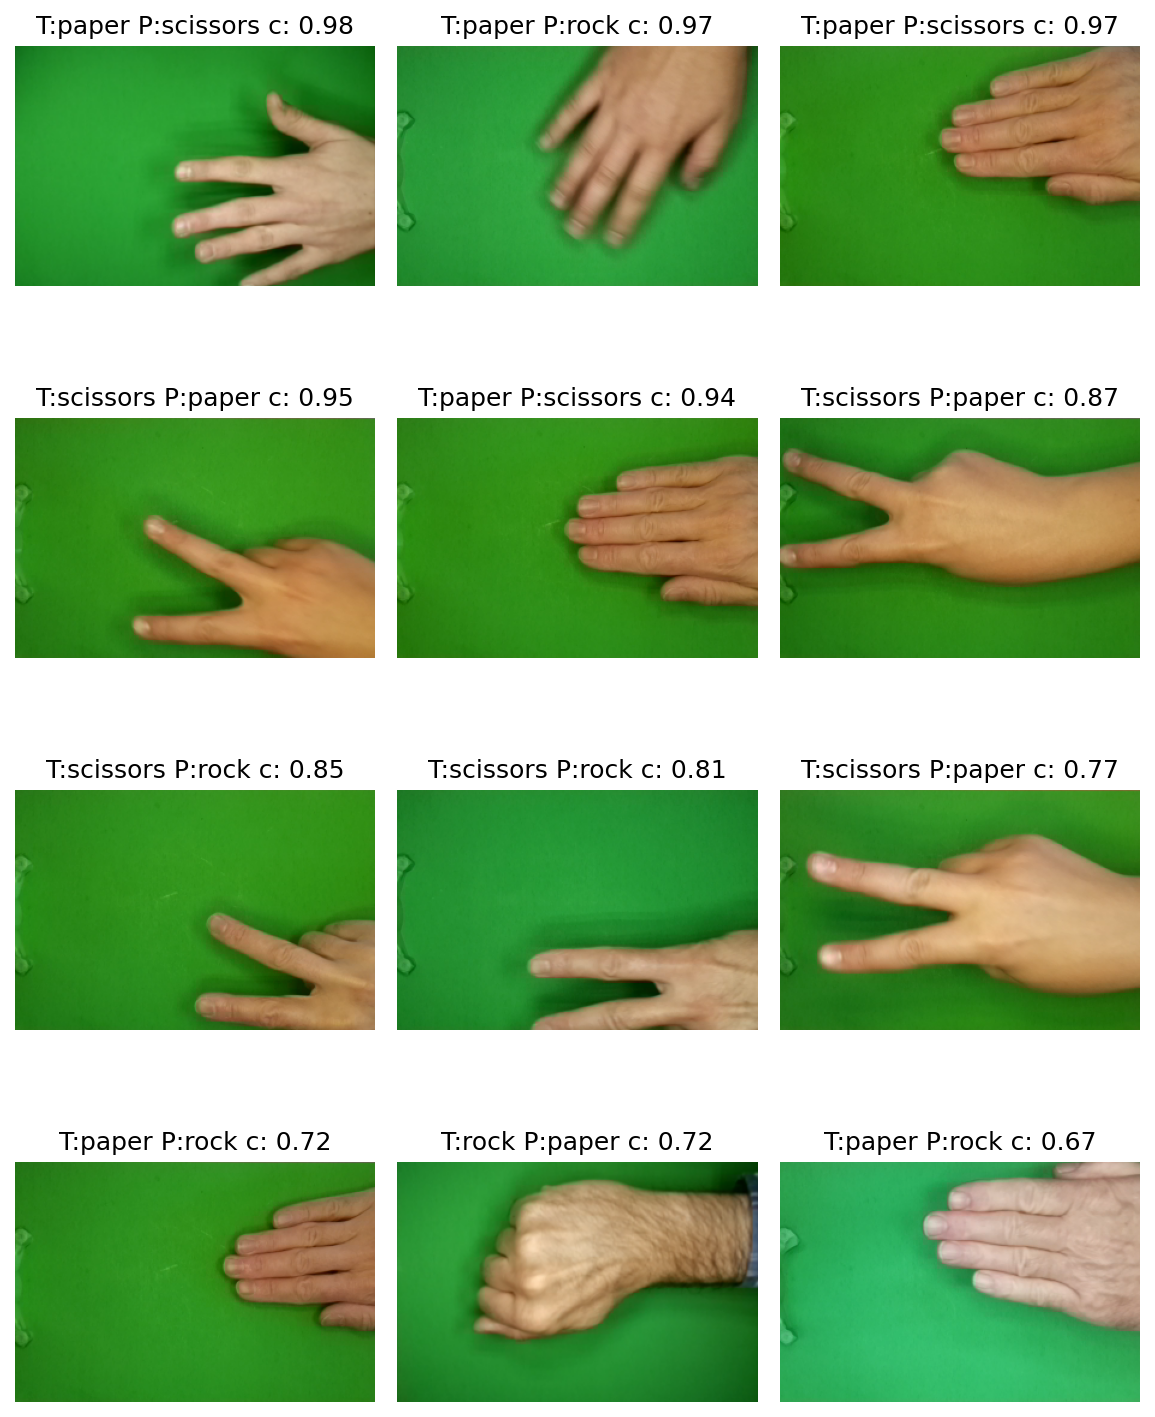 T:paper P:scissors c: 0.98
T:paper P:rock c: 0.97
T:paper P:scissors c: 0.97
T:scissors P:paper c: 0.95
T:paper P:scissors c: 0.94
T:scissors P:paper c: 0.87
T:scissors P:rock c: 0.85
T:scissors P:rock c: 0.81
T:scissors P:paper c: 0.77
T:paper P:rock c: 0.72
T:rock P:paper c: 0.72
T:paper P:rock c: 0.67